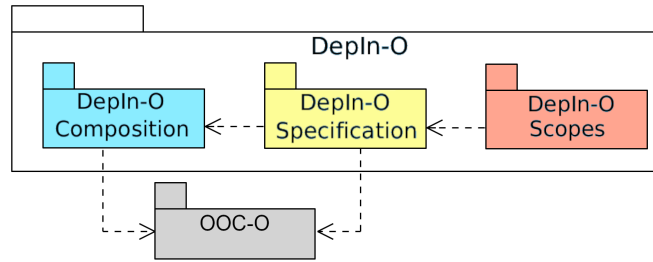 DepIn-O
DepIn-O
Composition
DepIn-O
Specification
DepIn-O
Scopes
OOC-O